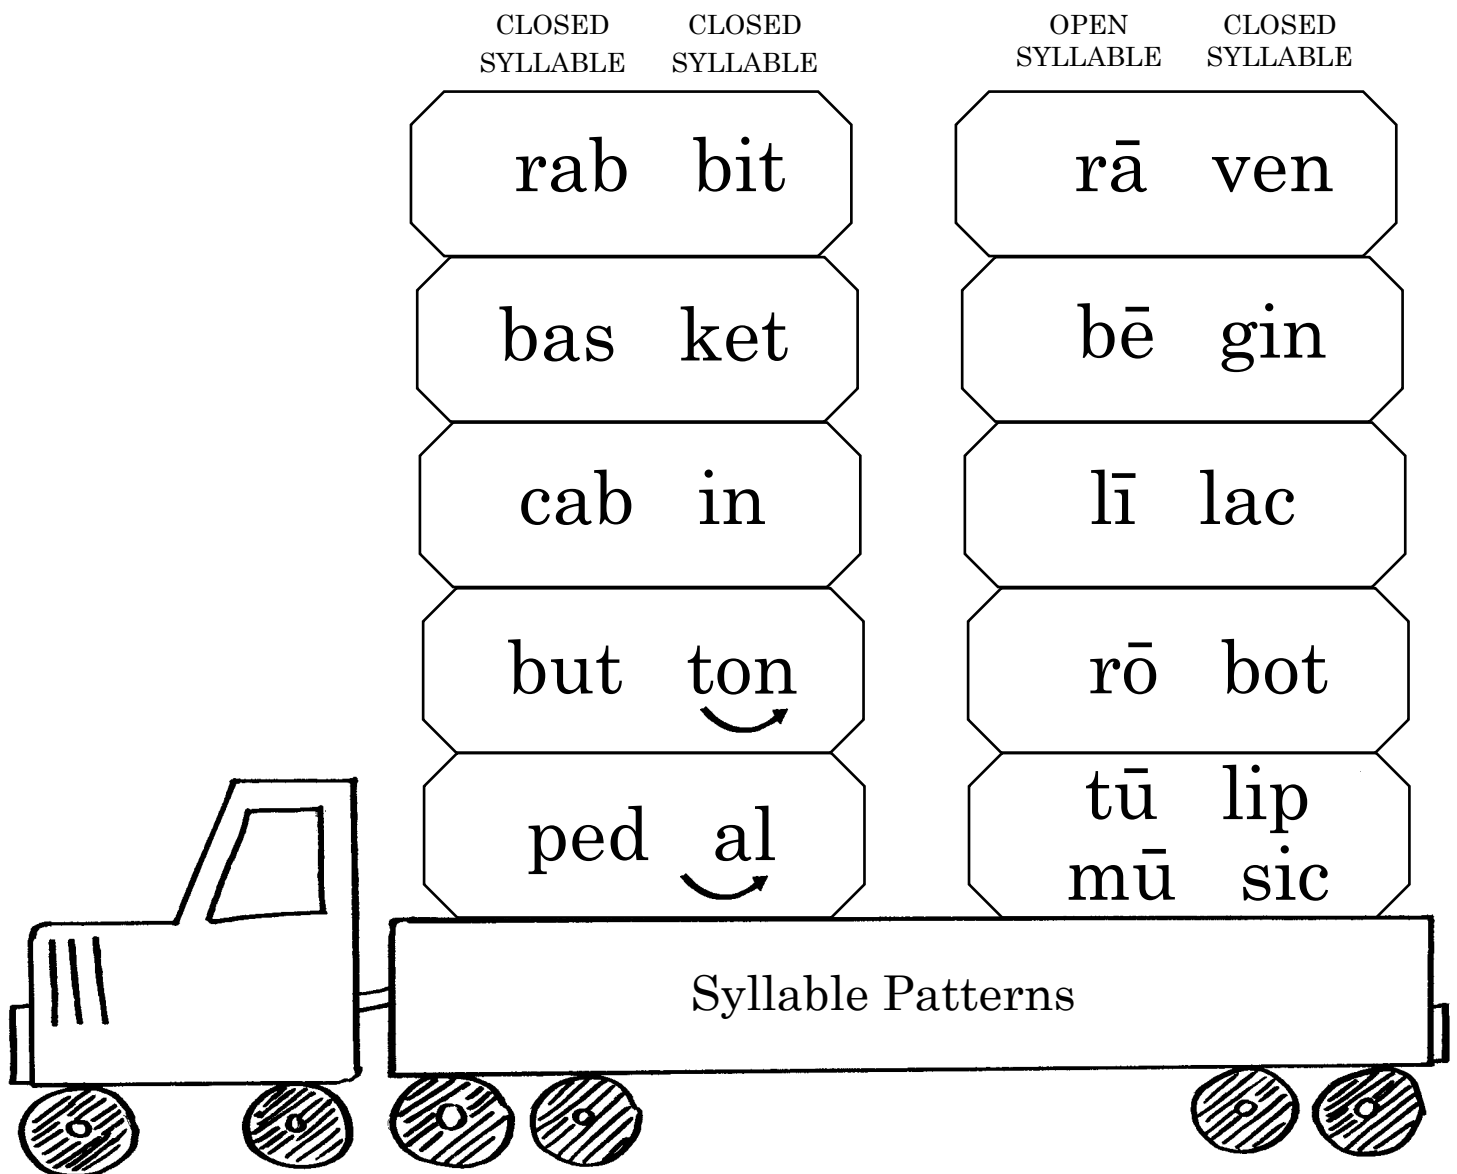 CLOSED SYLLABLE CLOSED SYLLABLE
rab bit
bas ket
cab in
but ton
ped al
OPEN SYLLABLE CLOSED SYLLABLE
rā ven
bē gin
lī lac
rō bot
tū lip
mū sic
Syllable Patterns